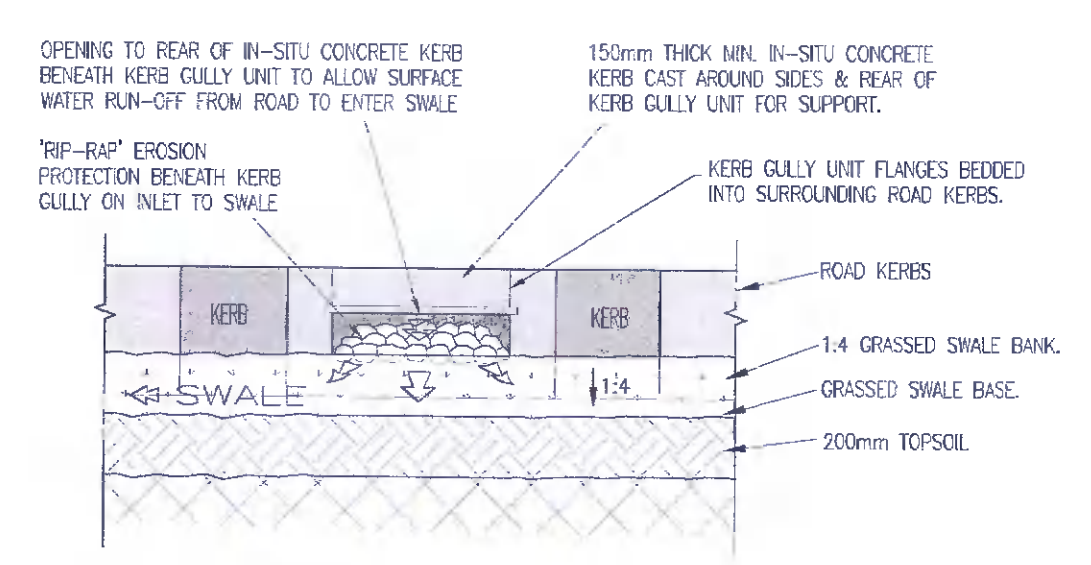 OPENING TO REAR OF IN-SITU CONCRETE KERB
BENEATH KERB GULLY UNIT TO ALLOW SURFACE
WATER RUN-OFF FROM ROAD TO ENTER SWALE
150mm THICK MIN. IN-SITU CONCRETE
KERB CAST AROUND SIDES & REAR OF
KERB GULLY UNIT FOR SUPPORT.
'RIP-RAP' EROSION
PROTECTION BENEATH KERB
GULLY ON INLET TO SWALE
KERB GULLY UNIT FLANGES BEDDED
INTO SURROUNDING ROAD KERBS.
ROAD KERBS
KERB
KERB
1:4 GRASSED SWALE BANK.
SWALE
1:4
GRASSED SWALE BASE.
200mm TOPSOIL